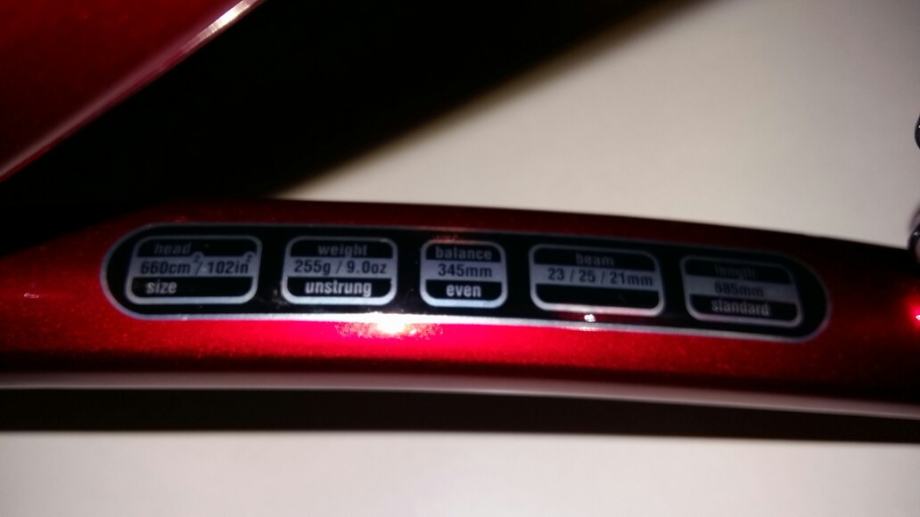 head
660cm²/102in²
size
weight
255g / 9.0oz
unstrung
balance
345mm
even
beam
23 / 25 / 21mm
length
685mm
standard